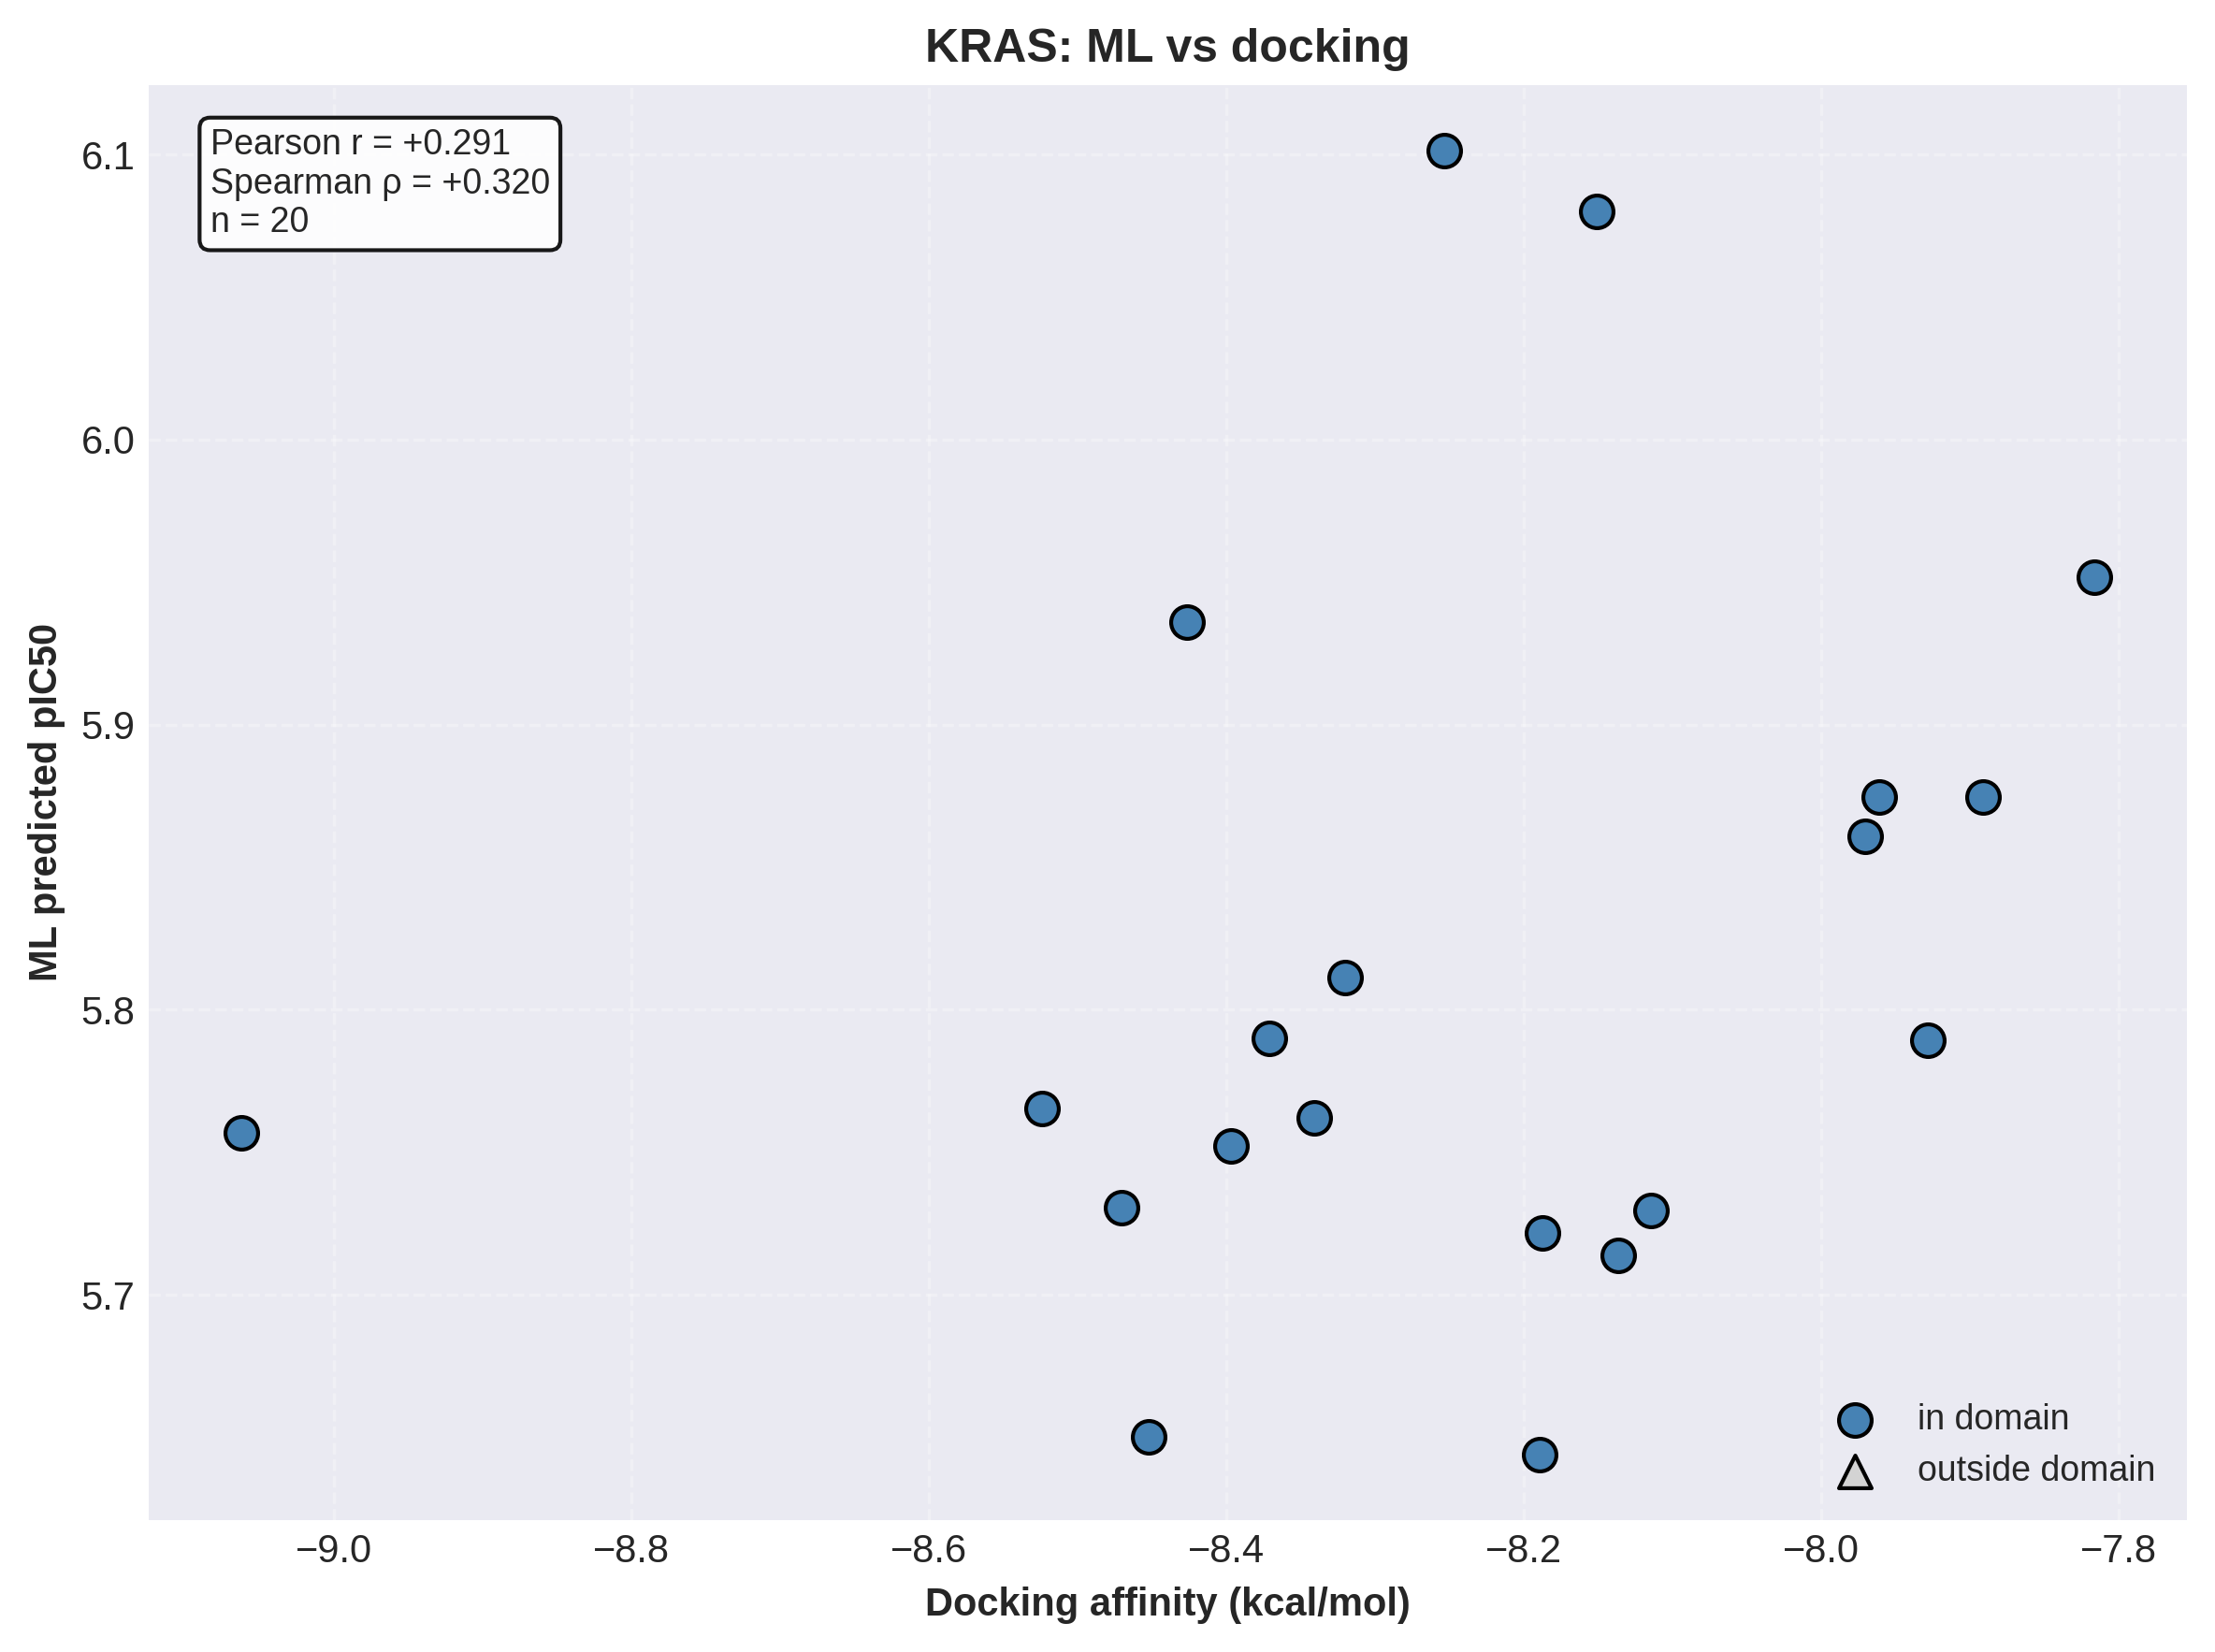 KRAS: ML vs docking
Pearson r = +0.291
Spearman ρ = +0.320
n = 20
6.1
6.0
5.9
5.8
5.7
ML predicted pIC50
in domain
outside domain
−9.0
−8.8
−8.6
−8.4
−8.2
−8.0
−7.8
Docking affinity (kcal/mol)